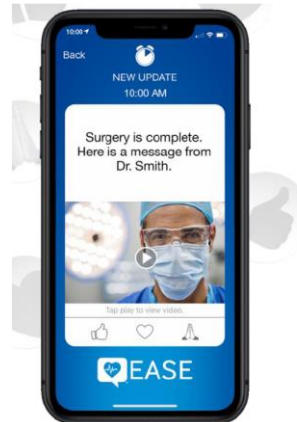 10:00
Back
NEW UPDATE
10:00 AM
Surgery is complete.
Here is a message from
Dr. Smith.
Tap play to view video.
EASE